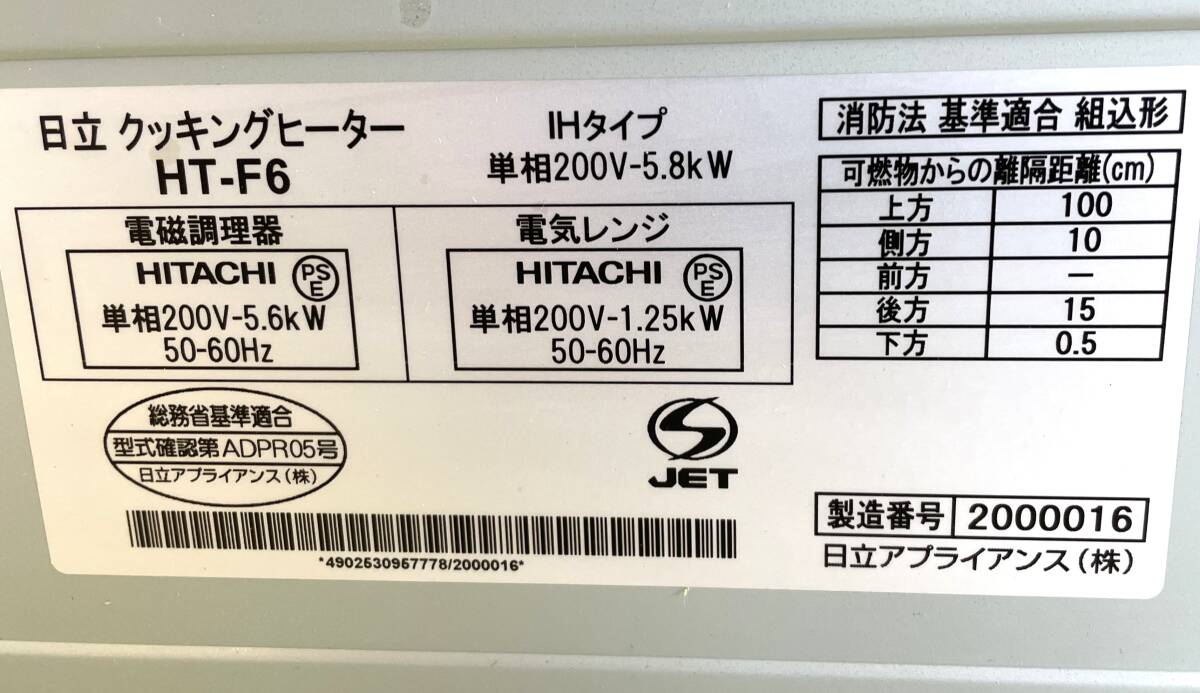 日立 クッキングヒーター
HT-F6
IHタイプ
単相200V-5.8kW
電磁調理器
HITACHI PSE
単相200V-5.6kW
50-60Hz
電気レンジ
HITACHI PSE
単相200V-1.25kW
50-60Hz
消防法 基準適合 組込形
可燃物からの離隔距離(cm)
上方 100
側方 10
前方 ー
後方 15
下方 0.5
総務省基準適合
型式確認第ADPR05号
日立アプライアンス(株)
S
JET
*4902530957778/2000016*
製造番号 2000016
日立アプライアンス(株)